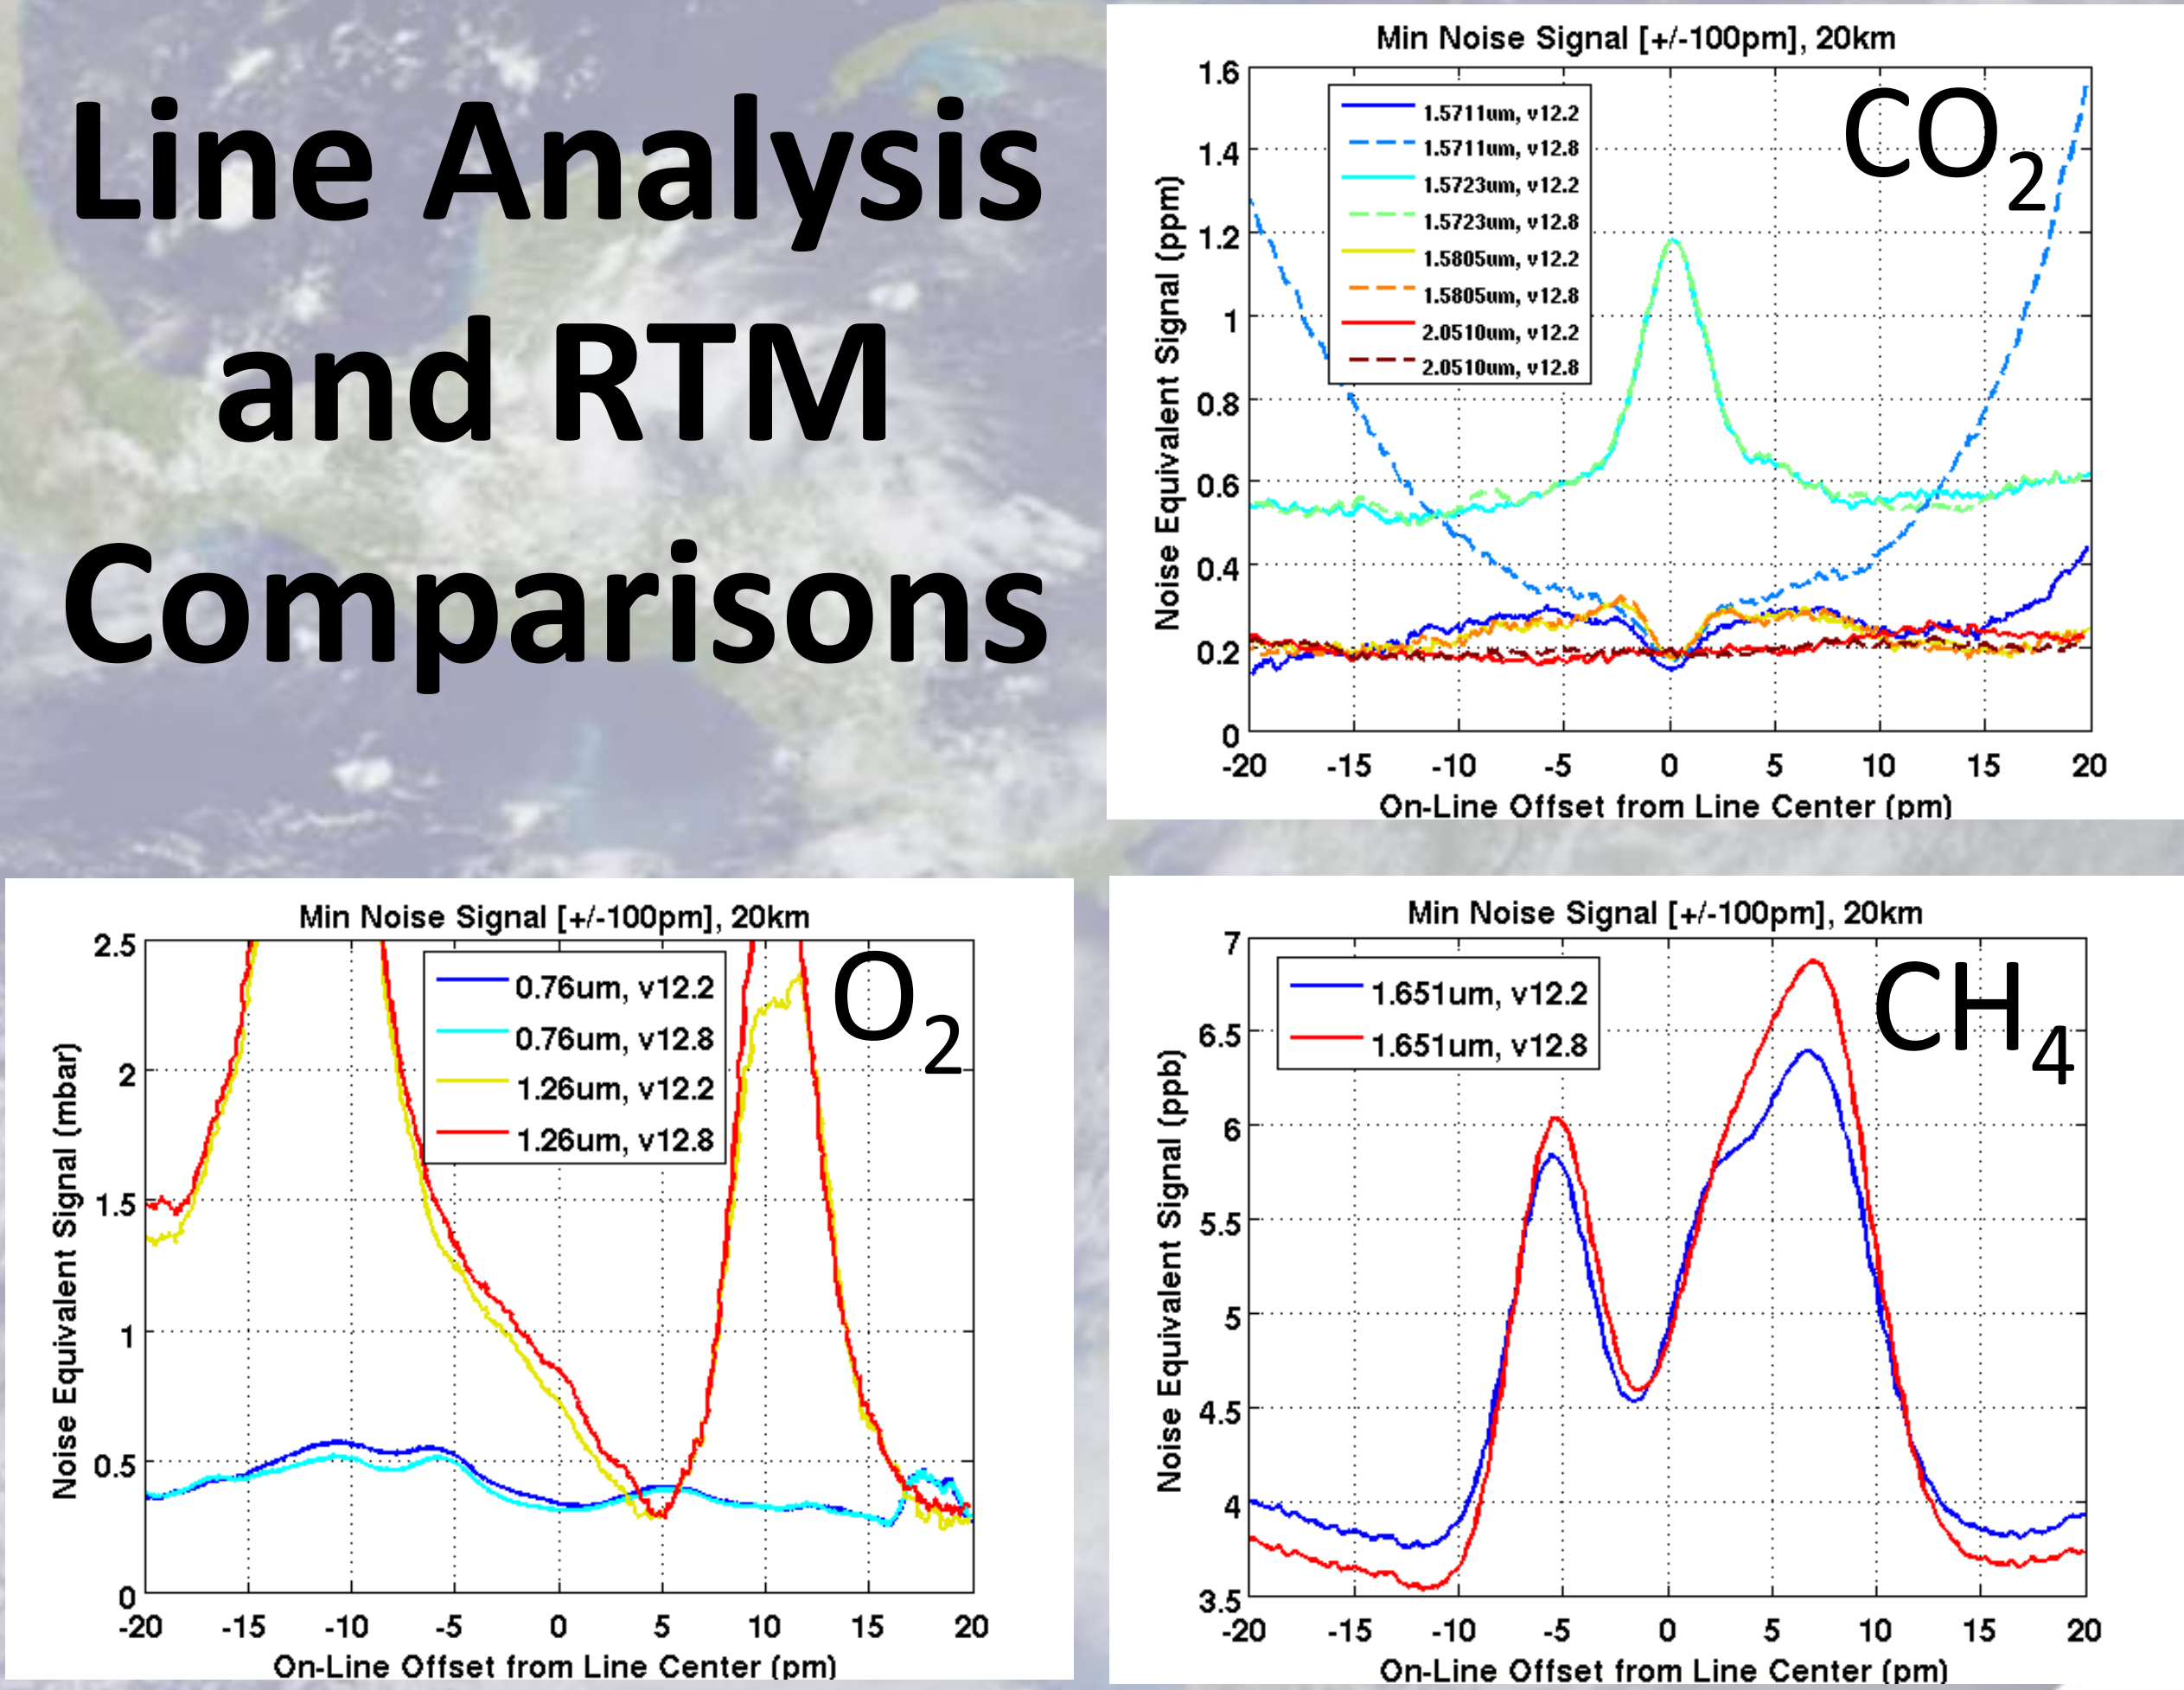 Line Analysis
and RTM
Comparisons
Min Noise Signal [+/-100pm], 20km
CO2
1.5711um, v12.2
1.5711um, v12.8
1.5723um, v12.2
1.5723um, v12.8
1.5805um, v12.2
1.5805um, v12.8
2.0510um, v12.2
2.0510um, v12.8
Noise Equivalent Signal (ppm)
1.6
1.4
1.2
1
0.8
0.6
0.4
0.2
0
-20 -15 -10 -5 0 5 10 15 20
On-Line Offset from Line Center (pm)
Min Noise Signal [+/-100pm], 20km
O2
0.76um, v12.2
0.76um, v12.8
1.26um, v12.2
1.26um, v12.8
Noise Equivalent Signal (mbar)
2.5
2
1.5
1
0.5
0
-20 -15 -10 -5 0 5 10 15 20
On-Line Offset from Line Center (pm)
Min Noise Signal [+/-100pm], 20km
CH4
1.651um, v12.2
1.651um, v12.8
Noise Equivalent Signal (ppb)
7
6.5
6
5.5
5
4.5
4
3.5
-20 -15 -10 -5 0 5 10 15 20
On-Line Offset from Line Center (pm)